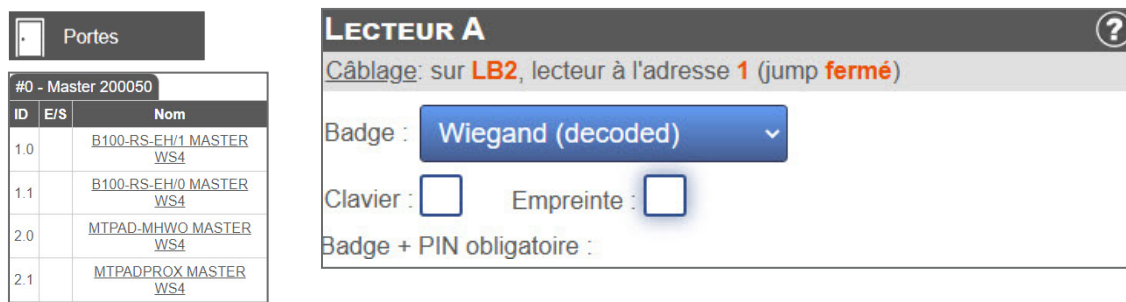 Portes
#0 - Master 200050
ID E/S Nom
1.0 B100-RS-EH/1 MASTER
WS4
1.1 B100-RS-EH/0 MASTER
WS4
2.0 MTPAD-MHWO MASTER
WS4
2.1 MTPADPROX MASTER
WS4
LECTEUR A ?
Câblage: sur LB2, lecteur à l'adresse 1 (jump fermé)
Badge : Wiegand (decoded)
Clavier : Empreinte :
Badge + PIN obligatoire :